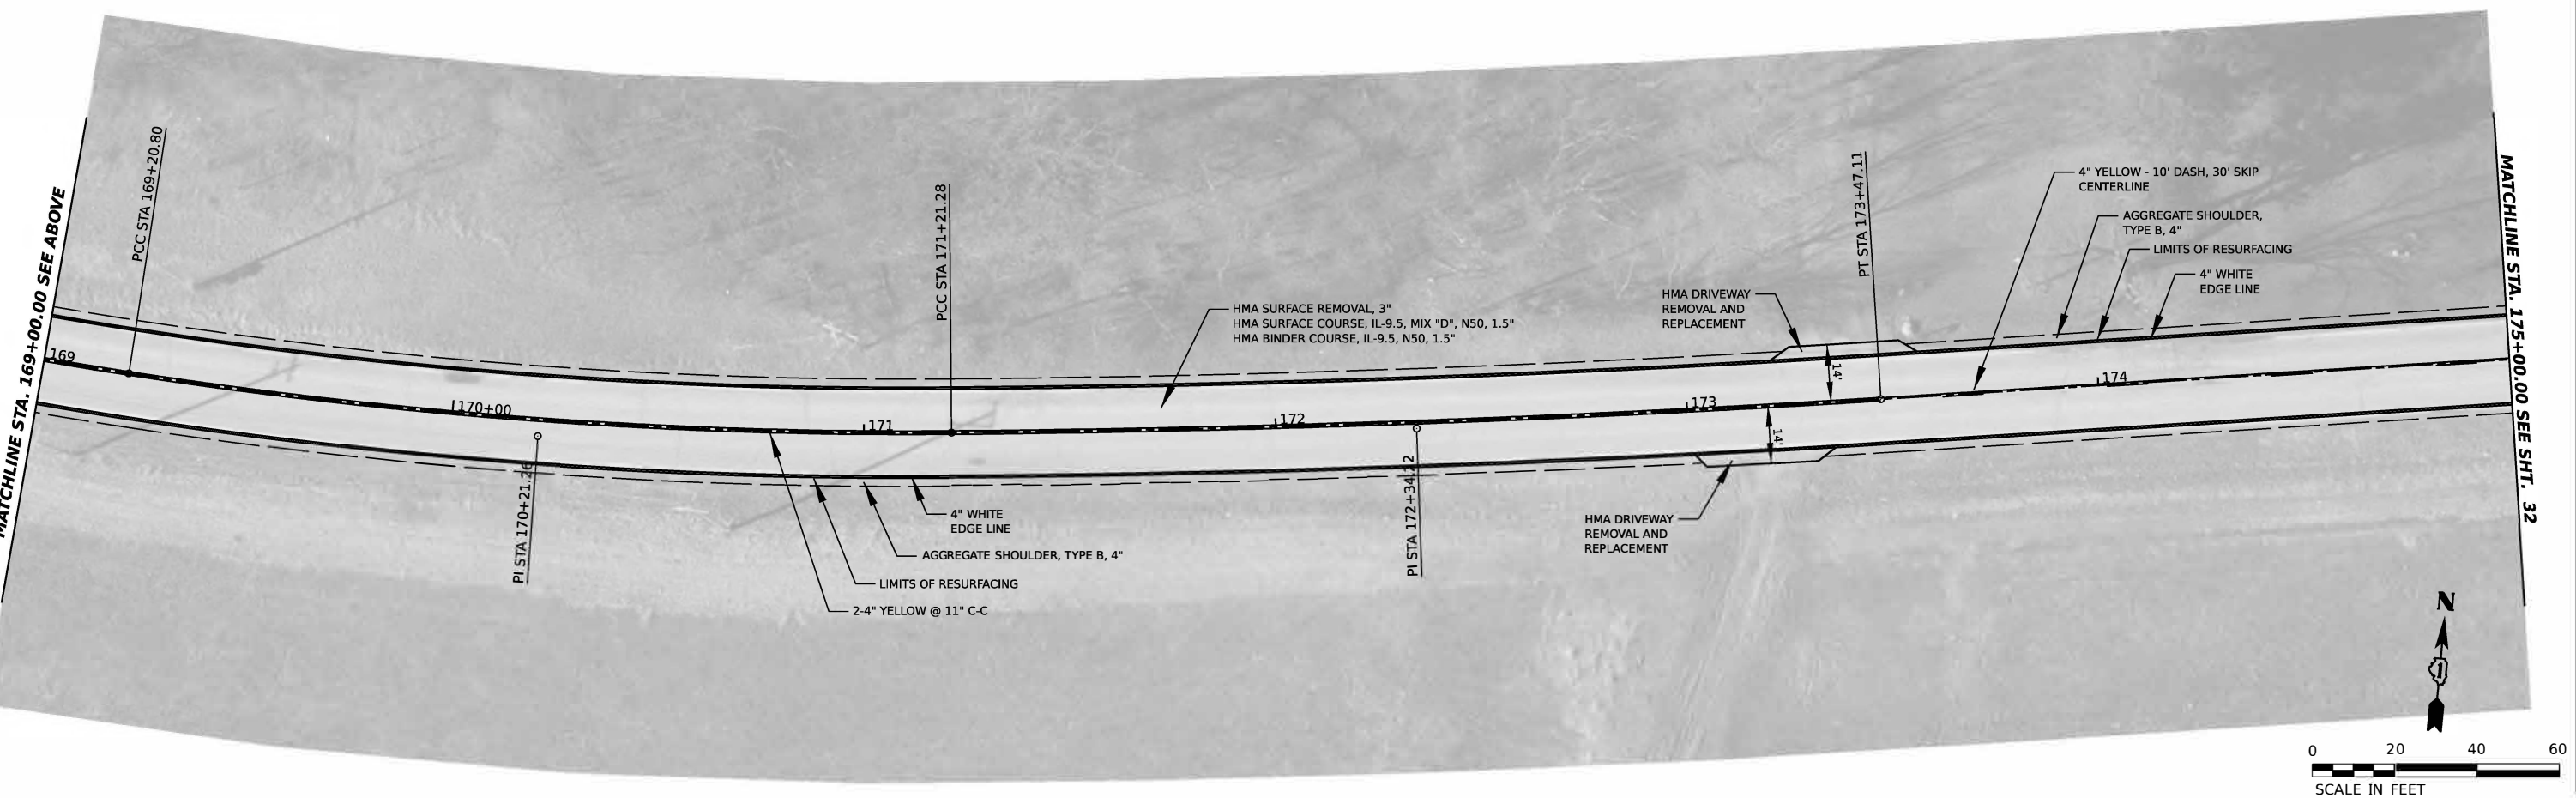 MATCHLINE STA. 169+00.00 SEE ABOVE
PCC STA 169+20.80
169
170+00
PI STA 170+21.26
171
PCC STA 171+21.28
HMA SURFACE REMOVAL, 3"
HMA SURFACE COURSE, IL-9.5, MIX "D", N50, 1.5"
HMA BINDER COURSE, IL-9.5, N50, 1.5"
4" WHITE
EDGE LINE
AGGREGATE SHOULDER, TYPE B, 4"
LIMITS OF RESURFACING
2-4" YELLOW @ 11" C-C
172
PI STA 172+34.22
HMA DRIVEWAY
REMOVAL AND
REPLACEMENT
14'
173
14'
HMA DRIVEWAY
REMOVAL AND
REPLACEMENT
PT STA 173+47.11
4" YELLOW - 10' DASH, 30' SKIP
CENTERLINE
AGGREGATE SHOULDER,
TYPE B, 4"
LIMITS OF RESURFACING
4" WHITE
EDGE LINE
174
MATCHLINE STA. 175+00.00 SEE SHT. 32
N
1
0 20 40 60
SCALE IN FEET